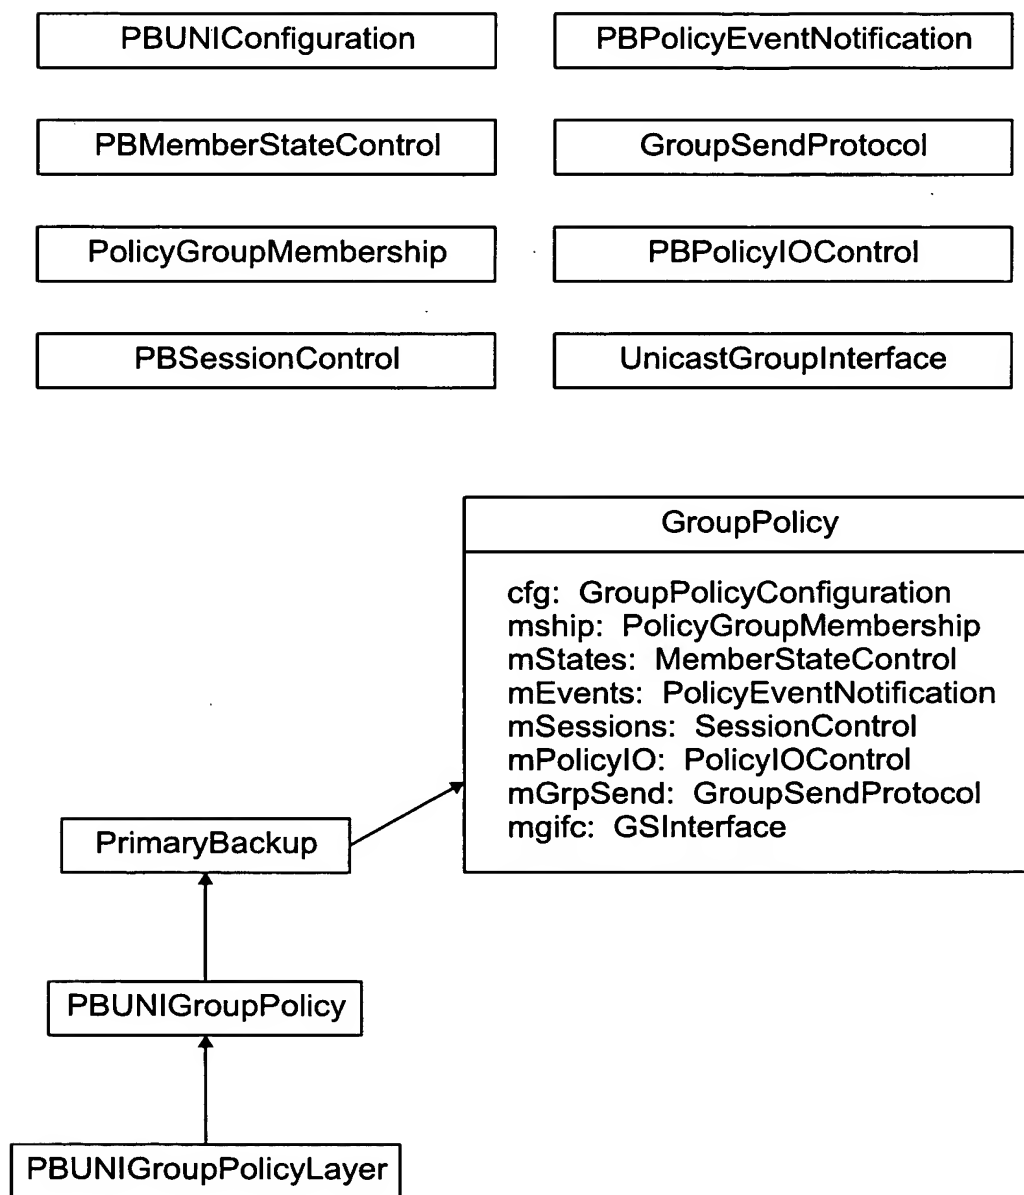 PBUNIConfiguration
PBPolicyEventNotification
PBMemberStateControl
GroupSendProtocol
PolicyGroupMembership
PBPolicyIOControl
PBSessionControl
UnicastGroupInterface
GroupPolicy
cfg: GroupPolicyConfiguration
mship: PolicyGroupMembership
mStates: MemberStateControl
mEvents: PolicyEventNotification
mSessions: SessionControl
mPolicyIO: PolicyIOControl
mGrpSend: GroupSendProtocol
mgifc: GSInterface
PrimaryBackup
PBUNIGroupPolicy
PBUNIGroupPolicyLayer